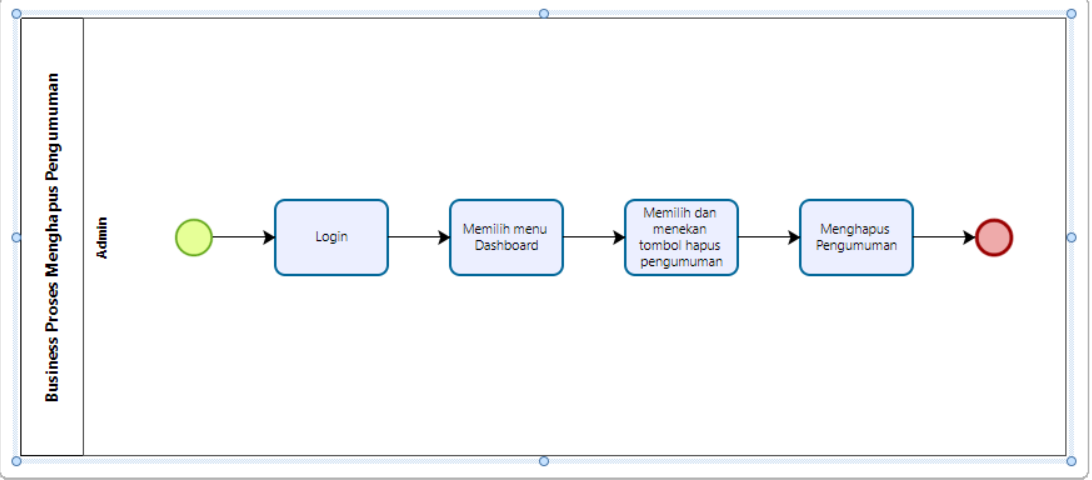 Business Proses Menghapus Pengumuman
Admin
Login
Memilih menu
Dashboard
Memilih dan
menekan
tombol hapus
pengumuman
Menghapus
Pengumuman